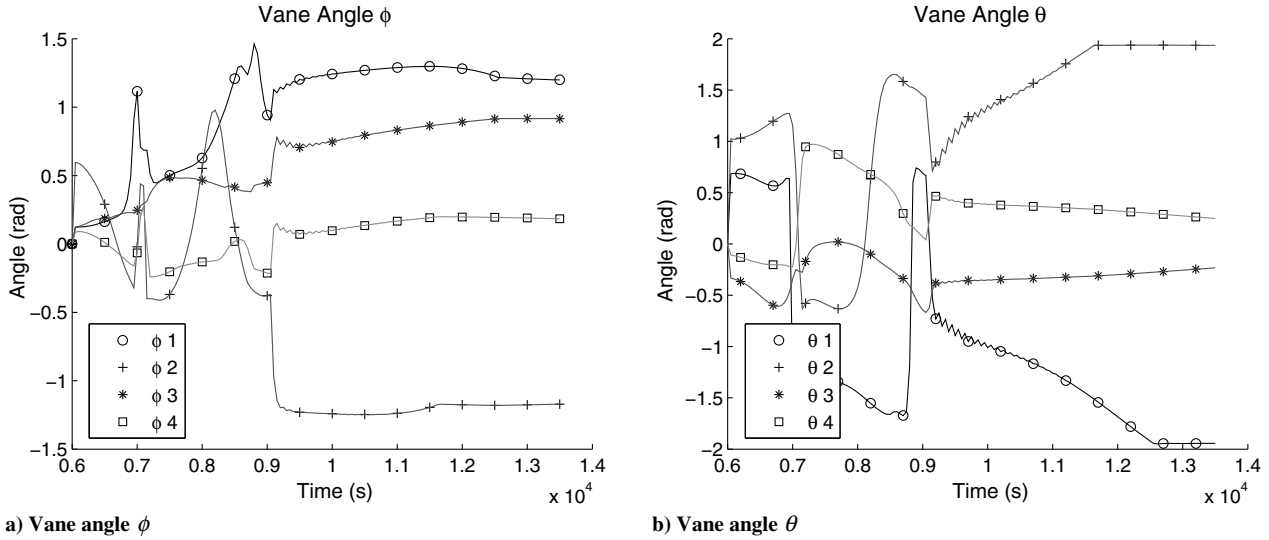 Vane Angle ϕ
1.5
1
0.5
0
−0.5
−1
−1.5
Angle (rad)
ϕ 1
ϕ 2
ϕ 3
ϕ 4
0.6 0.7 0.8 0.9 1 1.1 1.2 1.3 1.4
Time (s)
x 10⁴
a) Vane angle ϕ
Vane Angle θ
2
1.5
1
0.5
0
−0.5
−1
−1.5
−2
Angle (rad)
θ 1
θ 2
θ 3
θ 4
0.6 0.7 0.8 0.9 1 1.1 1.2 1.3 1.4
Time (s)
x 10⁴
b) Vane angle θ